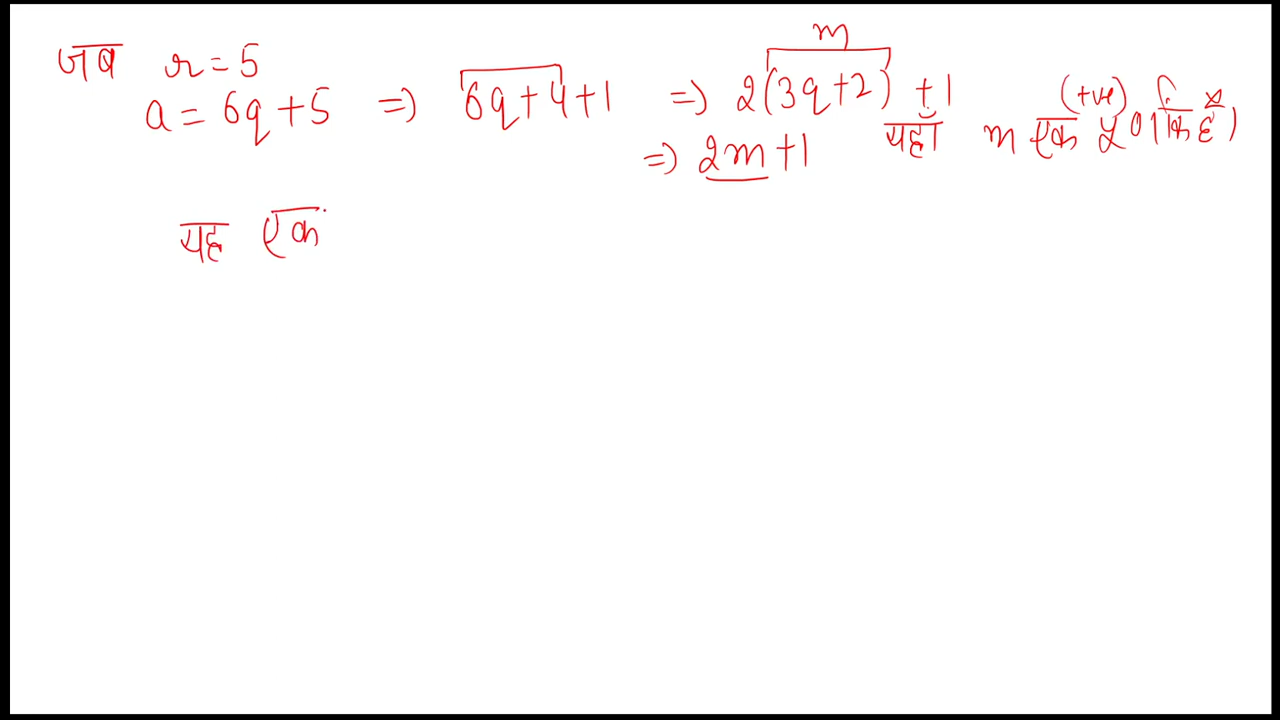 जब r = 5
m
a = 6q + 5 => 6q + 4 + 1 => 2(3q + 2) + 1
=> 2m + 1 यहाँ m एक (+ve) पूर्णांक है
यह एक